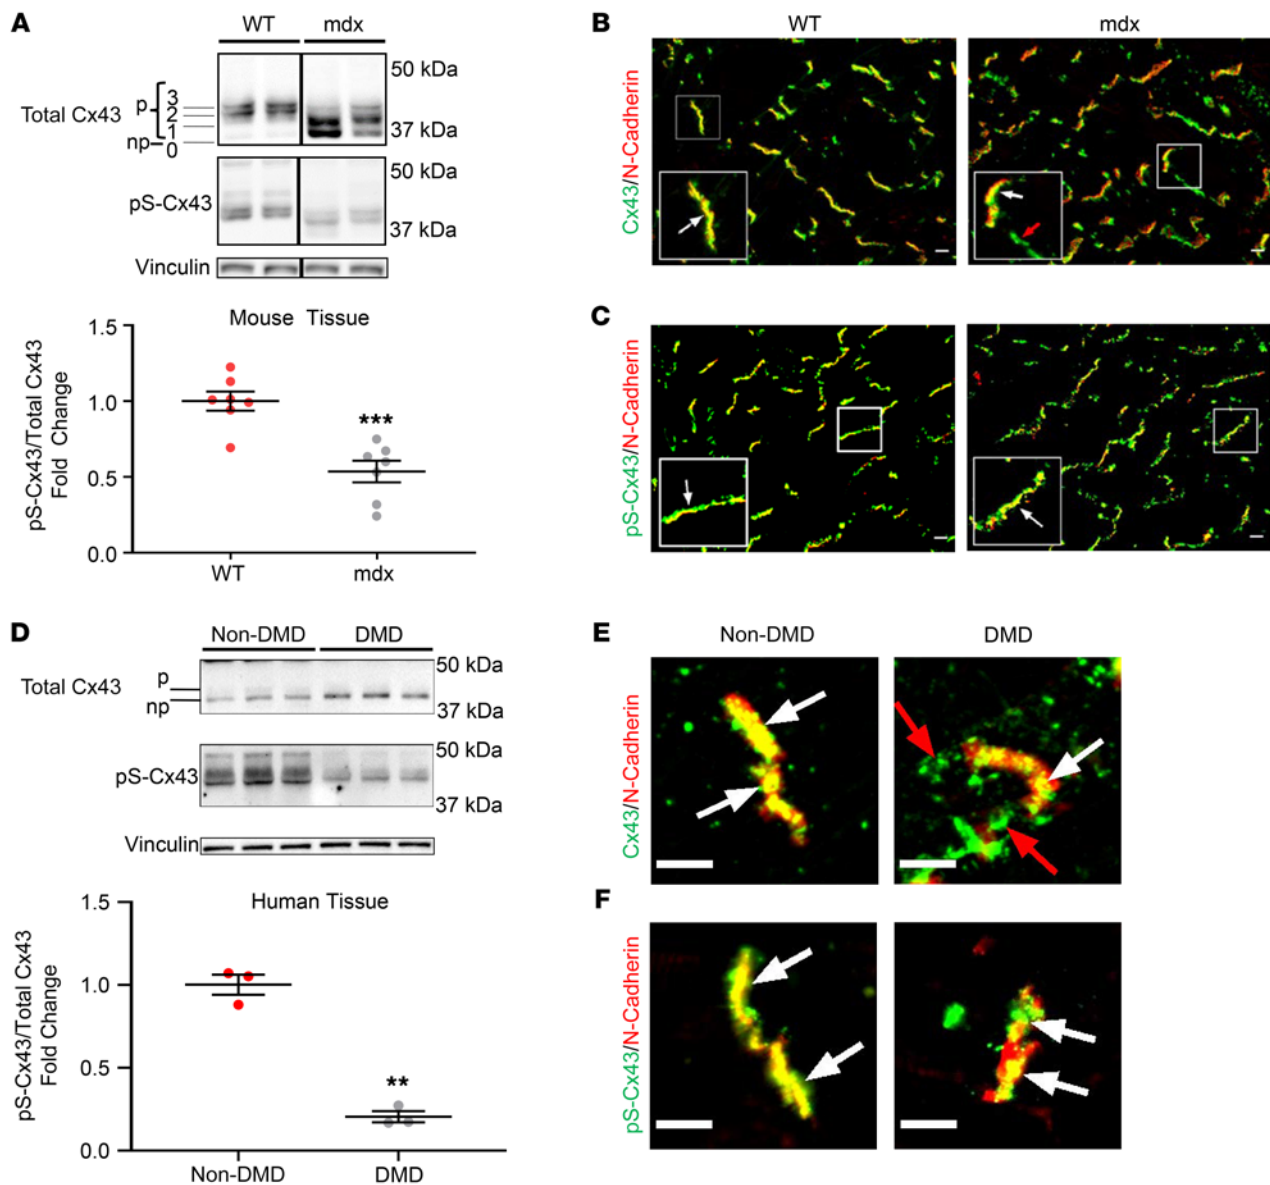 A
WT mdx
50 kDa
Total Cx43
p
3
2
1
np
0
37 kDa
50 kDa
pS-Cx43
37 kDa
Vinculin
Mouse Tissue
pS-Cx43/Total Cx43
Fold Change
1.5
1.0
0.5
0.0
***
WT mdx
B
WT mdx
Cx43/N-Cadherin
C
pS-Cx43/N-Cadherin
D
Non-DMD DMD
50 kDa
Total Cx43
p
np
37 kDa
50 kDa
pS-Cx43
37 kDa
Vinculin
Human Tissue
pS-Cx43/Total Cx43
Fold Change
1.5
1.0
0.5
0.0
**
Non-DMD DMD
E
Non-DMD DMD
Cx43/N-Cadherin
F
pS-Cx43/N-Cadherin